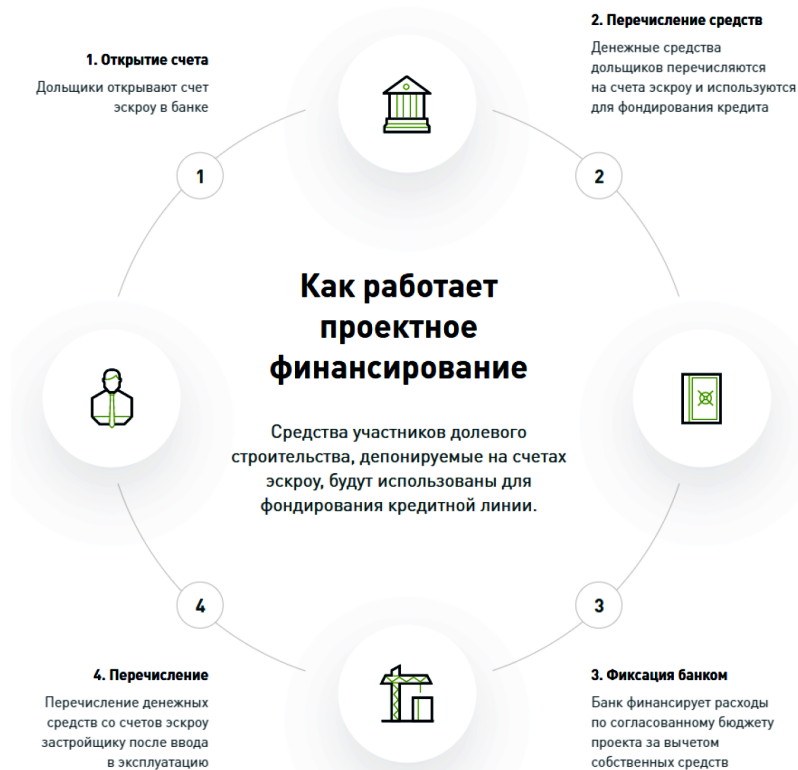 1. Открытие счета
Дольщики открывают счет
эскроу в банке
2. Перечисление средств
Денежные средства
дольщиков перечисляются
на счета эскроу и используются
для фондирования кредита
1
2
Как работает
проектное
финансирование
Средства участников долевого
строительства, депонируемые на счетах
эскроу, будут использованы для
фондирования кредитной линии.
4
3
4. Перечисление
Перечисление денежных
средств со счетов эскроу
застройщику после ввода
в эксплуатацию
3. Фиксация банком
Банк финансирует расходы
по согласованному бюджету
проекта за вычетом
собственных средств